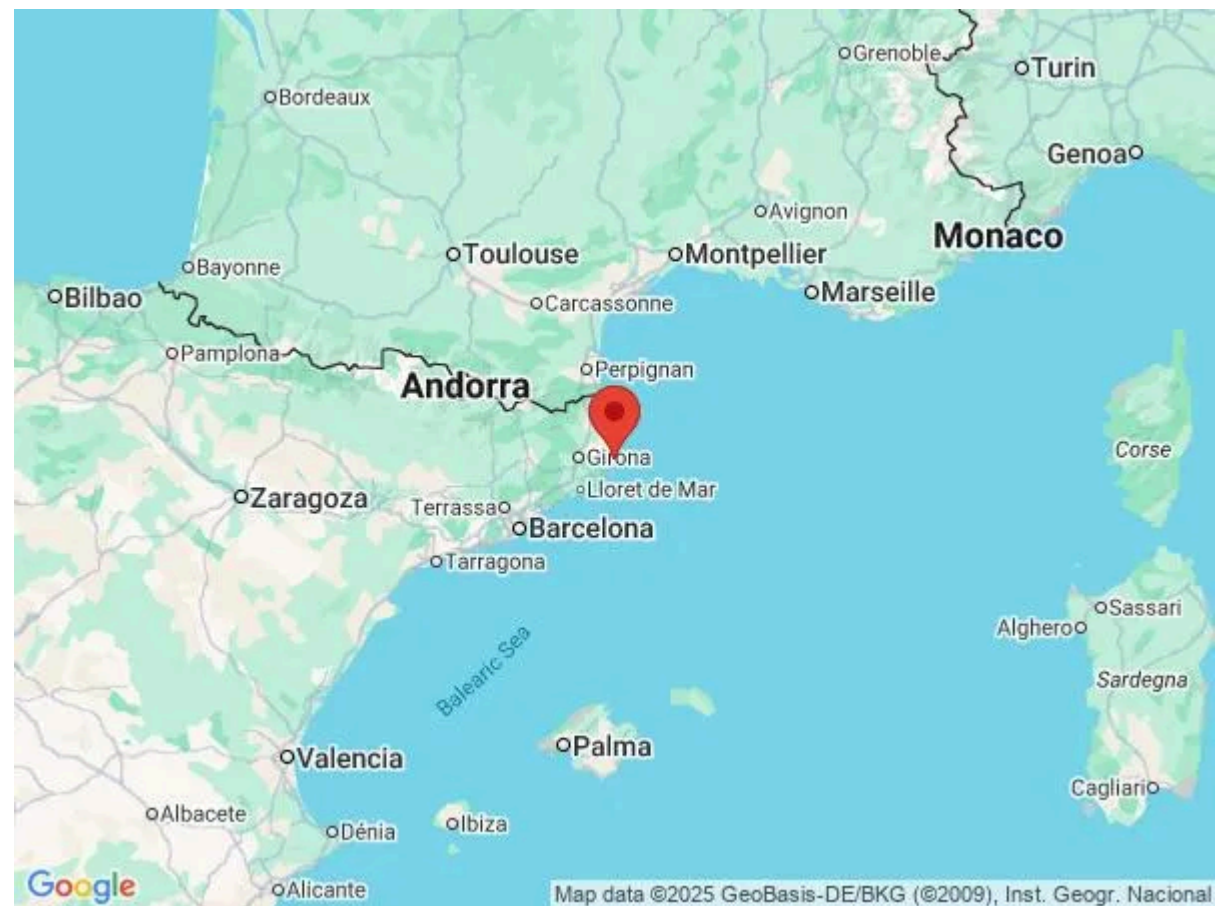 Grenoble
Turin
Bordeaux
Genoa
Avignon
Monaco
Toulouse
Montpellier
Bayonne
Bilbao
Marseille
Carcassonne
Pamplona
Perpignan
Andorra
Corse
Girona
Lloret de Mar
Zaragoza
Terrassa
Barcelona
Tarragona
Sassari
Alghero
Balearic Sea
Sardegna
Palma
Valencia
Cagliari
Albacete
Ibiza
Dénia
Google
Alicante
Map data ©2025 GeoBasis-DE/BKG (©2009), Inst. Geogr. Nacional